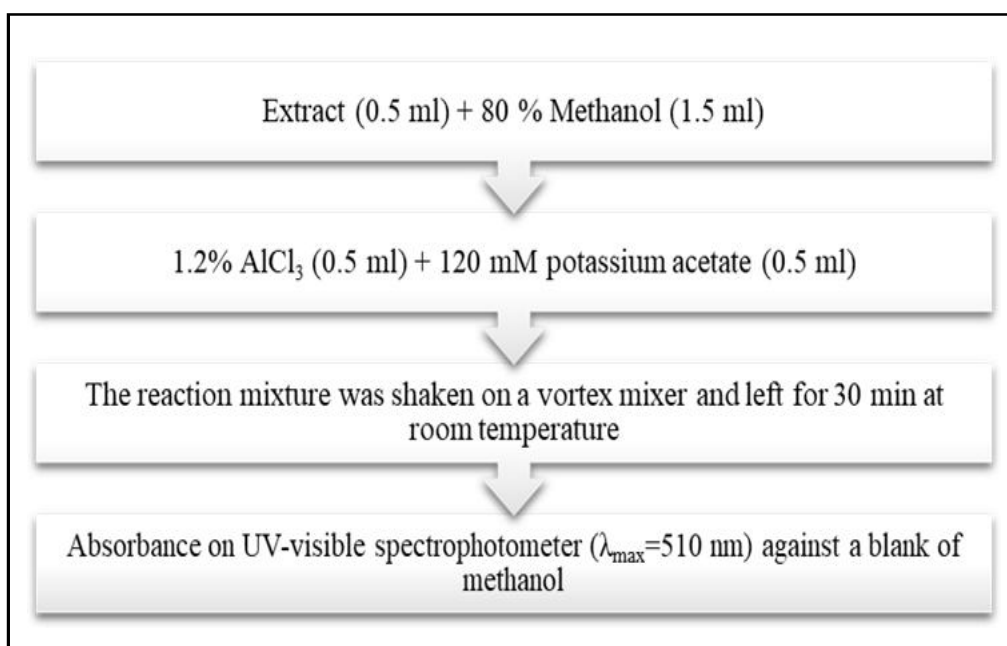 Extract (0.5 ml) + 80 % Methanol (1.5 ml)
1.2% AlCl₃ (0.5 ml) + 120 mM potassium acetate (0.5 ml)
The reaction mixture was shaken on a vortex mixer and left for 30 min at
room temperature
Absorbance on UV-visible spectrophotometer (λmax=510 nm) against a blank of
methanol